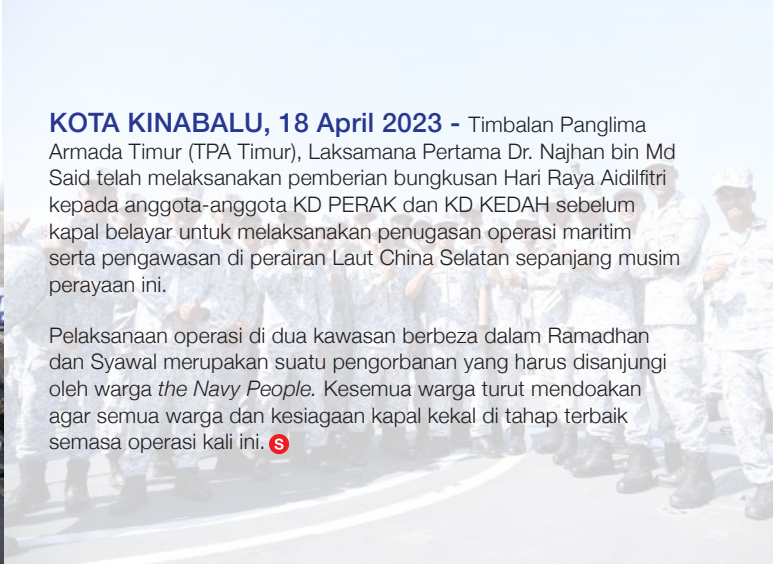 KOTA KINABALU, 18 April 2023 - Timbalan Panglima
Armada Timur (TPA Timur), Laksamana Pertama Dr. Najhan bin Md
Said telah melaksanakan pemberian bungkusan Hari Raya Aidilfitri
kepada anggota-anggota KD PERAK dan KD KEDAH sebelum
kapal belayar untuk melaksanakan penugasan operasi maritim
serta pengawasan di perairan Laut China Selatan sepanjang musim
perayaan ini.
Pelaksanaan operasi di dua kawasan berbeza dalam Ramadhan
dan Syawal merupakan suatu pengorbanan yang harus disanjungi
oleh warga the Navy People. Kesemua warga turut mendoakan
agar semua warga dan kesiagaan kapal kekal di tahap terbaik
semasa operasi kali ini. S